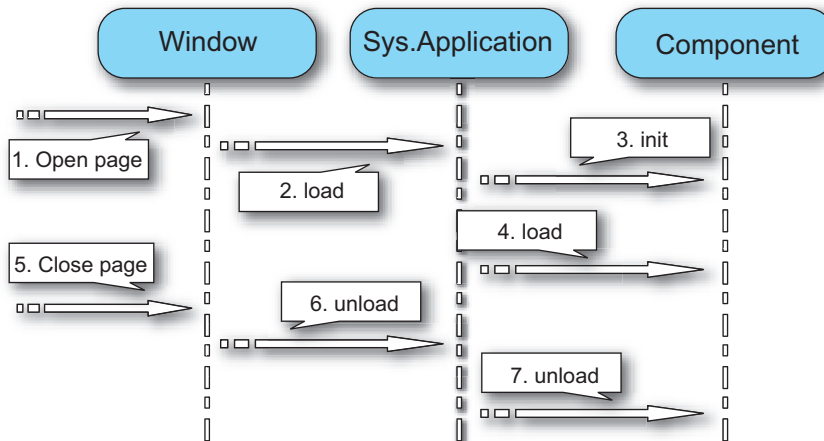 Window
Sys.Application
Component
1. Open page
2. load
3. init
4. load
5. Close page
6. unload
7. unload